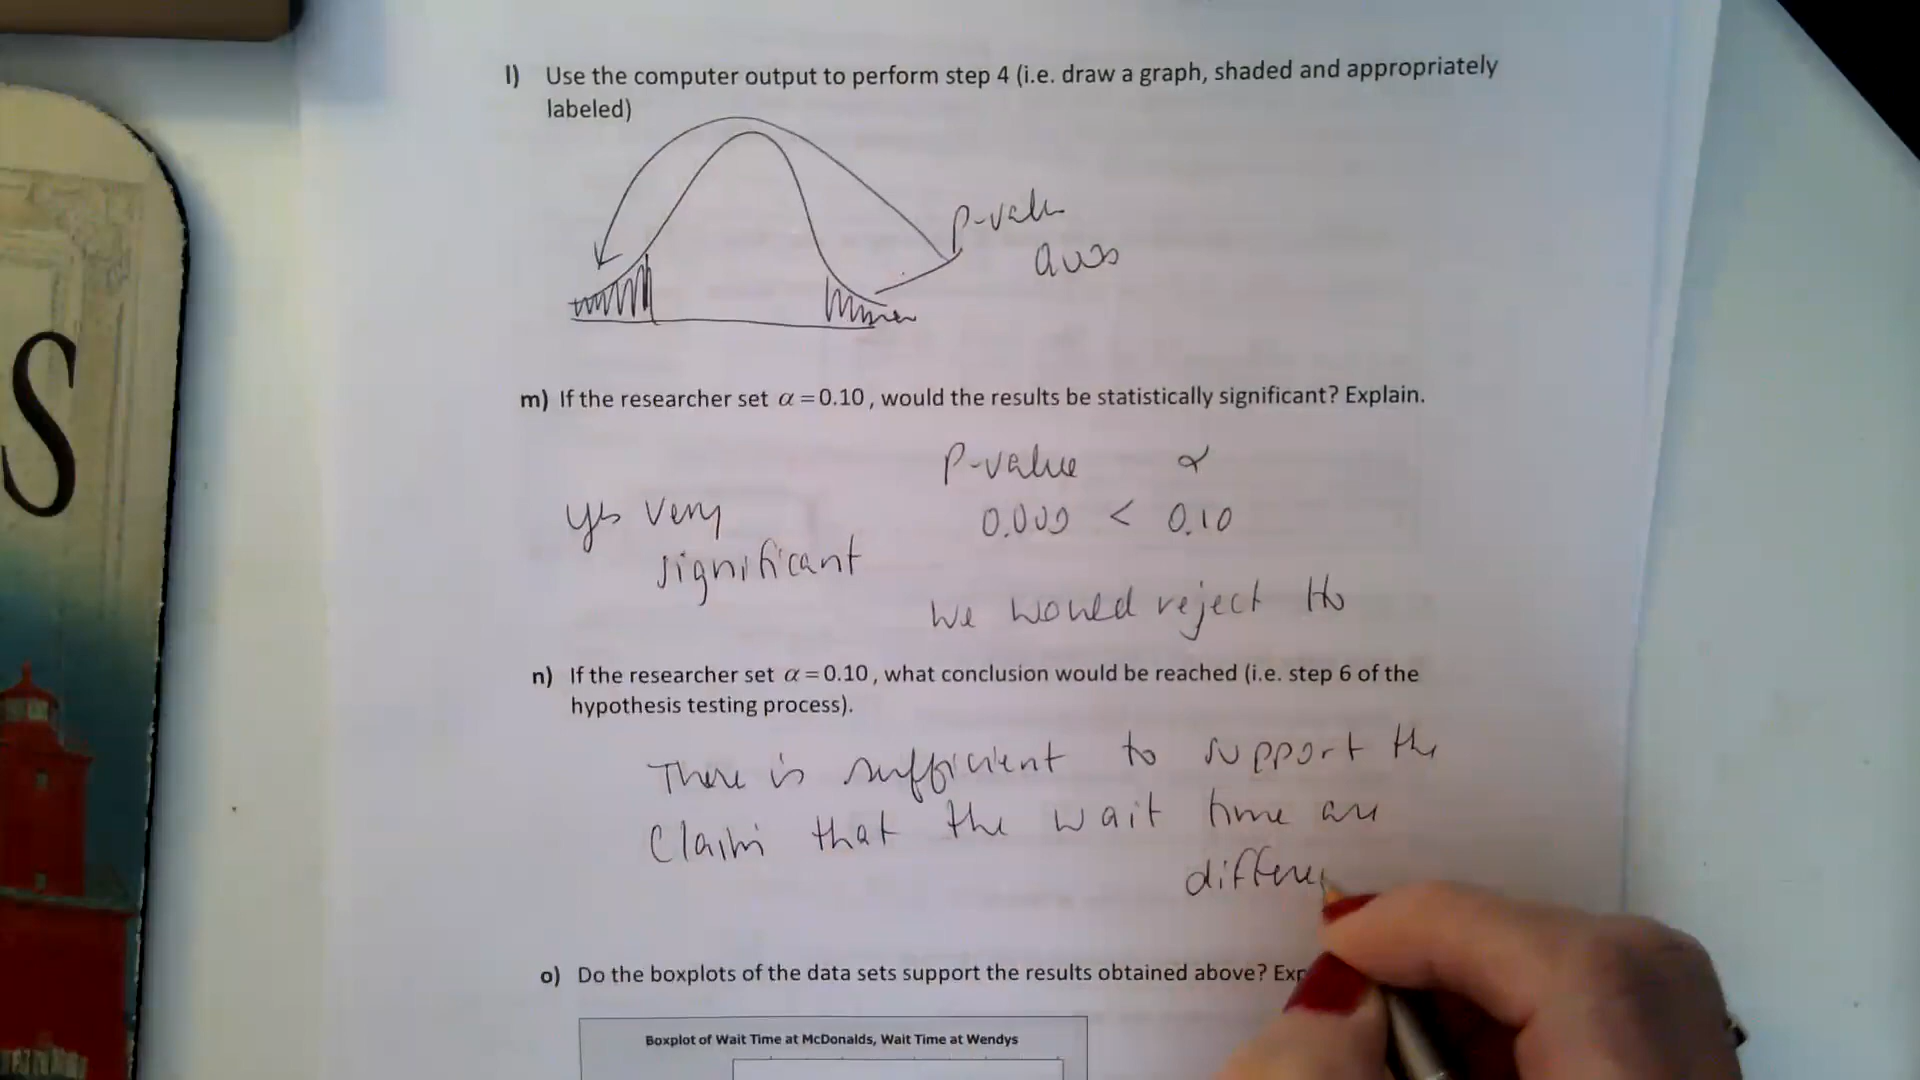 l) Use the computer output to perform step 4 (i.e. draw a graph, shaded and appropriately
labeled)
p-valu
m) If the researcher set α = 0.10, would the results be statistically significant? Explain.
P-value α
yes very
0.000 < 0.10
significant
we would reject Ho
n) If the researcher set α = 0.10, what conclusion would be reached (i.e. step 6 of the
hypothesis testing process).
There is sufficient to support the
Claim that the wait time are
differen
o) Do the boxplots of the data sets support the results obtained above? Exp
Boxplot of Wait Time at McDonalds, Wait Time at Wendys
S